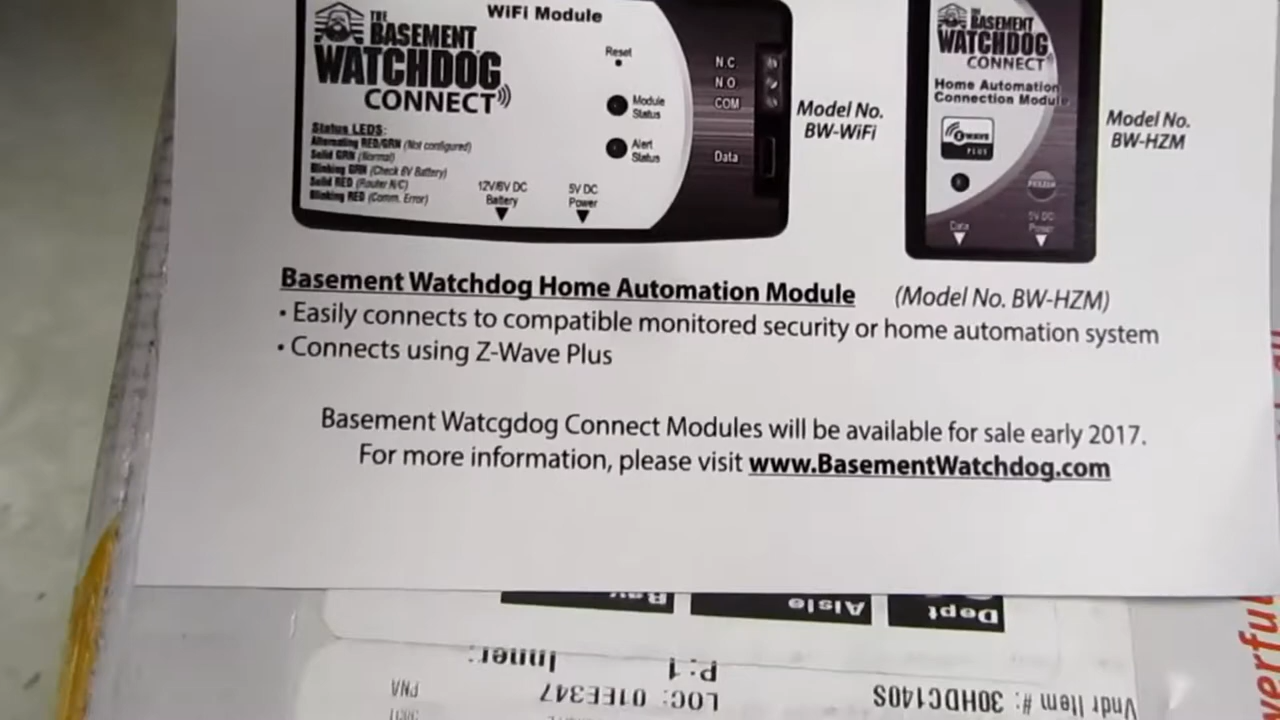 WiFi Module
THE
BASEMENT
WATCHDOG
CONNECT
Status LEDS:
Alternating RED/GRN (Not configured)
Solid GRN (Normal)
Blinking GRN (Check 6V Battery)
Solid RED (Router N/C)
Blinking RED (Comm. Error)
12V/6V DC
Battery
5V DC
Power
Reset
Module
Status
Alert
Status
N.C
N O
COM
Data
Model No.
BW-WiFi
THE
BASEMENT
WATCHDOG
CONNECT
Home Automation
Connection Module
WAVE
PLUS
Data
5V DC
Power
Model No.
BW-HZM
Basement Watchdog Home Automation Module (Model No. BW-HZM)
• Easily connects to compatible monitored security or home automation system
• Connects using Z-Wave Plus
Basement Watcgdog Connect Modules will be available for sale early 2017.
For more information, please visit www.BasementWatchdog.com
Dept Aisle Bay
P:1 Inner:
Vndr Item #: 30HDC140S LOC: 01EE347